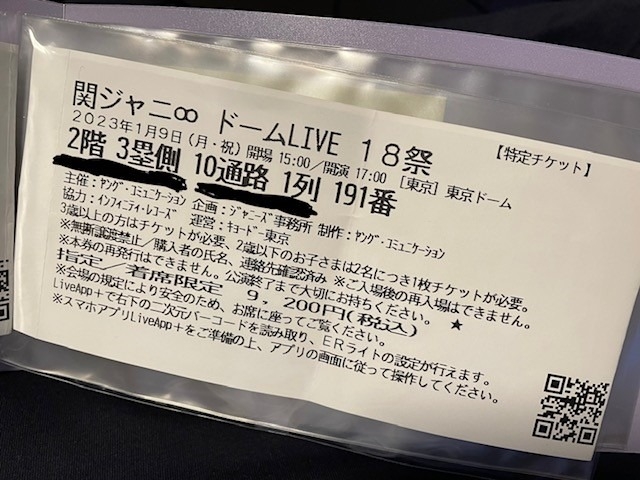 関ジャニ∞ ドームLIVE 18祭 【特定チケット】
2023年1月9日(月・祝) 開場 15:00/開演 17:00 [東京] 東京ドーム
2階 3塁側 10通路 1列 191番
主催:ヤング・コミュニケーション 企画:ジャニーズ事務所 制作:ヤング・コミュニケーション
協力:インフィニティ・レコーズ 運営:キョードー東京
3歳以上の方はチケットが必要、2歳以下のお子さまは2名につき1枚チケットが必要。
※無断譲渡禁止/購入者の氏名、連絡先確認済み ※ご入場後の再入場はできません。
※本券の再発行はできません。公演終了まで大切にお持ちください。 ★
指定/着席限定 9,200円(税込)
※会場の規定により安全のため、お席に座ってご覧ください。
LiveApp+で右下の二次元バーコードを読み取り、ERライトの設定が行えます。
※スマホアプリLiveApp+をご準備の上、アプリの画面に従って操作してください。